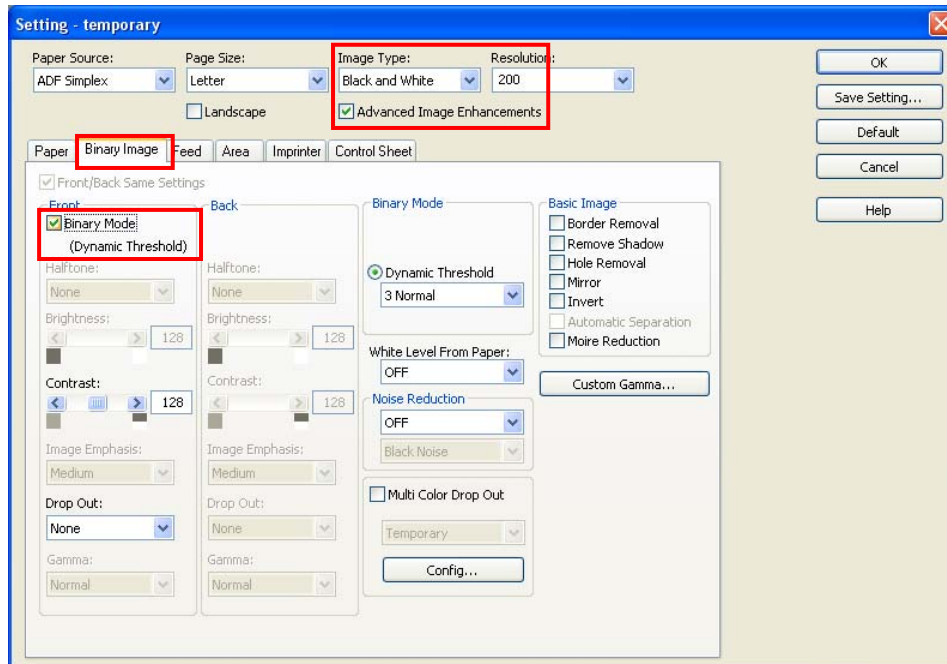 Setting - temporary
Paper Source: Page Size: Image Type: Resolution:
ADF Simplex Letter Black and White 200
Landscape Advanced Image Enhancements
OK
Save Setting...
Default
Cancel
Help
Paper Binary Image Feed Area Imprinter Control Sheet
Front/Back Same Settings
Front
Binary Mode
(Dynamic Threshold)
Halftone:
None
Brightness:
128
Contrast:
128
Image Emphasis:
Medium
Drop Out:
None
Gamma:
Normal
Back
Halftone:
None
Brightness:
128
Contrast:
128
Image Emphasis:
Medium
Drop Out:
None
Gamma:
Normal
Binary Mode
Dynamic Threshold
3 Normal
White Level From Paper:
OFF
Noise Reduction
OFF
Black Noise
Multi Color Drop Out
Temporary
Config...
Basic Image
Border Removal
Remove Shadow
Hole Removal
Mirror
Invert
Automatic Separation
Moire Reduction
Custom Gamma...